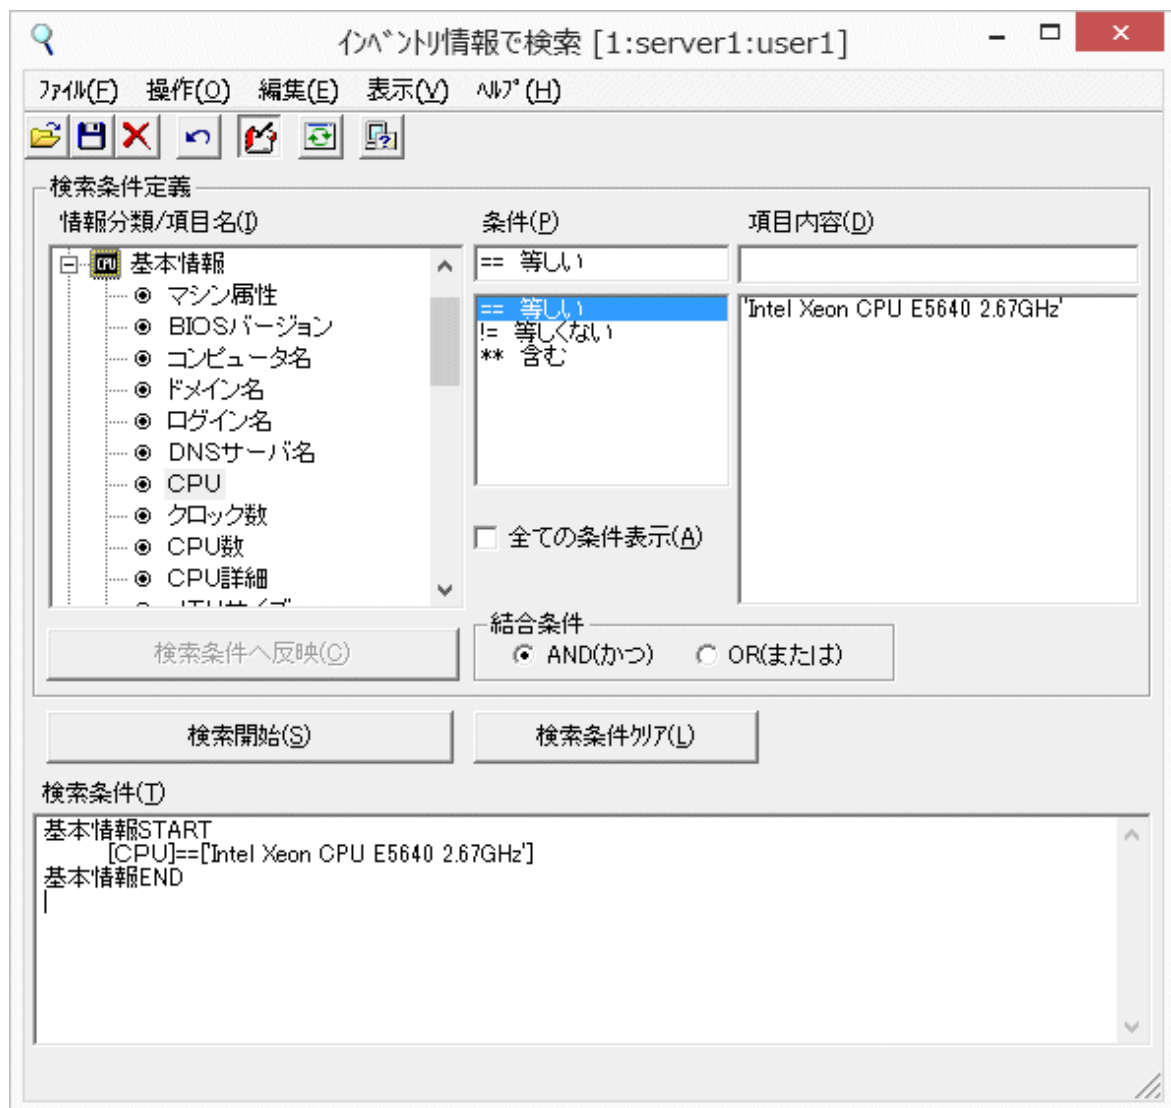 インベントリ情報で検索 [1:server1:user1]
ファイル(F) 操作(O) 編集(E) 表示(V) ヘルプ(H)
検索条件定義
情報分類/項目名(I) 条件(P) 項目内容(D)
CPU 基本情報
マシン属性
BIOSバージョン
コンピュータ名
ドメイン名
ログイン名
DNSサーバ名
CPU
クロック数
CPU数
CPU詳細
メモリサイズ
== 等しい
== 等しい
!= 等しくない
** 含む
'Intel Xeon CPU E5640 2.67GHz'
全ての条件表示(A)
検索条件へ反映(C)
結合条件
AND(かつ) OR(または)
検索開始(S) 検索条件クリア(L)
検索条件(T)
基本情報START
[CPU]==['Intel Xeon CPU E5640 2.67GHz']
基本情報END